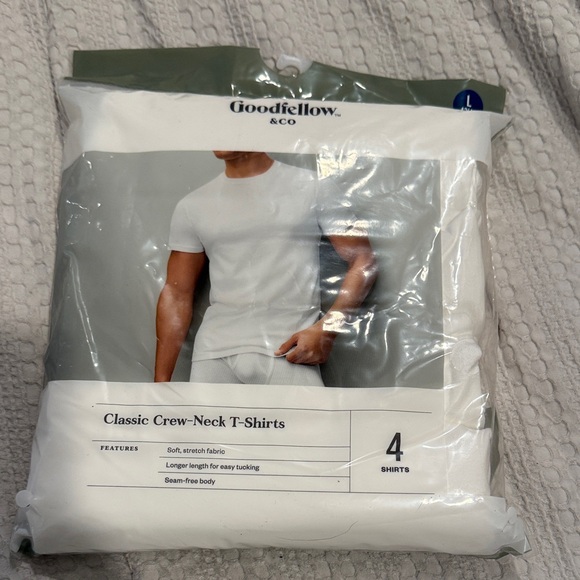 Goodfellow™
&CO
L
Classic Crew-Neck T-Shirts
FEATURES
Soft, stretch fabric
Longer length for easy tucking
Seam-free body
4
SHIRTS